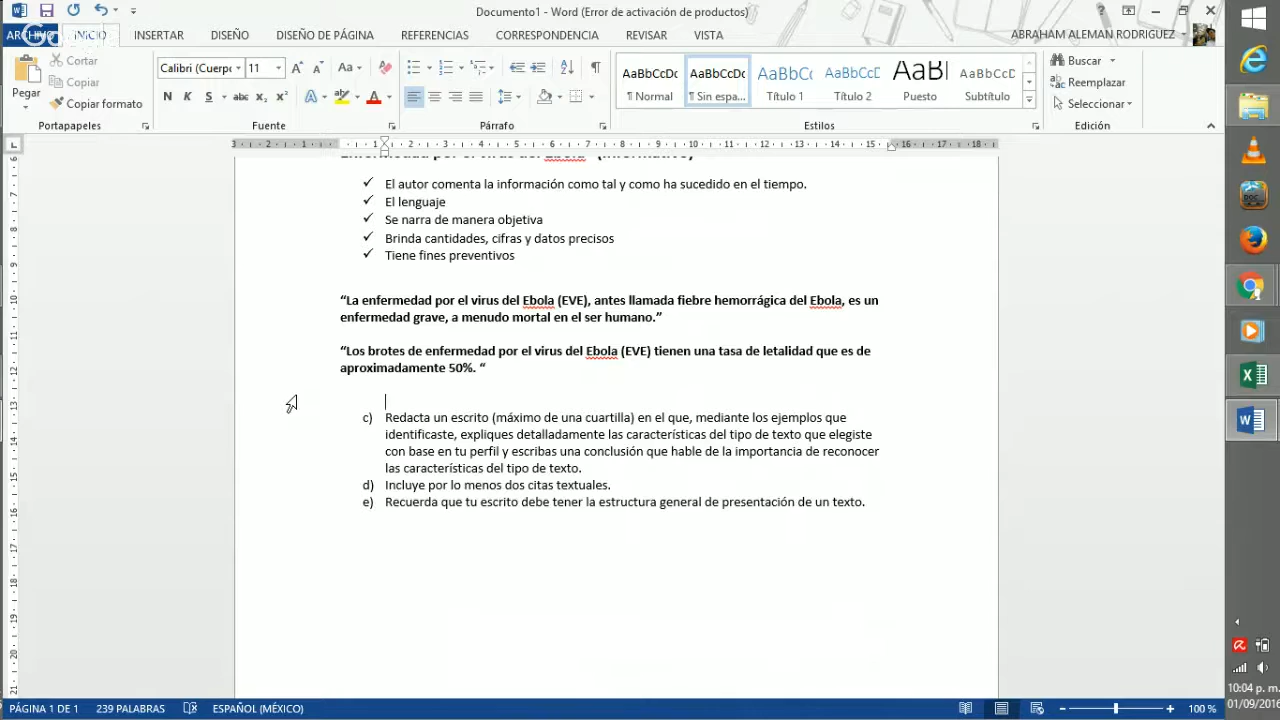 Documento1 - Word (Error de activación de productos)
ARCHIVO INICIO INSERTAR DISEÑO DISEÑO DE PÁGINA REFERENCIAS CORRESPONDENCIA REVISAR VISTA ABRAHAM ALEMAN RODRIGUEZ
Pegar
Cortar
Copiar
Copiar formato
Portapapeles
Calibri (Cuerpo 11
N K S abc x₂ x²
Fuente
Párrafo
AaBbCcDc AaBbCcDc AaBbCc AaBbCcD AaB AaBbCcD
¶ Normal ¶ Sin espa... Título 1 Título 2 Puesto Subtítulo
Estilos
Buscar
Reemplazar
Seleccionar
Edición
✓ El autor comenta la información como tal y como ha sucedido en el tiempo.
✓ El lenguaje
✓ Se narra de manera objetiva
✓ Brinda cantidades, cifras y datos precisos
✓ Tiene fines preventivos
“La enfermedad por el virus del Ebola (EVE), antes llamada fiebre hemorrágica del Ebola, es un
enfermedad grave, a menudo mortal en el ser humano.”
“Los brotes de enfermedad por el virus del Ebola (EVE) tienen una tasa de letalidad que es de
aproximadamente 50%. “
c) Redacta un escrito (máximo de una cuartilla) en el que, mediante los ejemplos que
identificaste, expliques detalladamente las características del tipo de texto que elegiste
con base en tu perfil y escribas una conclusión que hable de la importancia de reconocer
las características del tipo de texto.
d) Incluye por lo menos dos citas textuales.
e) Recuerda que tu escrito debe tener la estructura general de presentación de un texto.
PÁGINA 1 DE 1 239 PALABRAS ESPAÑOL (MÉXICO) 100 %
10:04 p. m.
01/09/2016